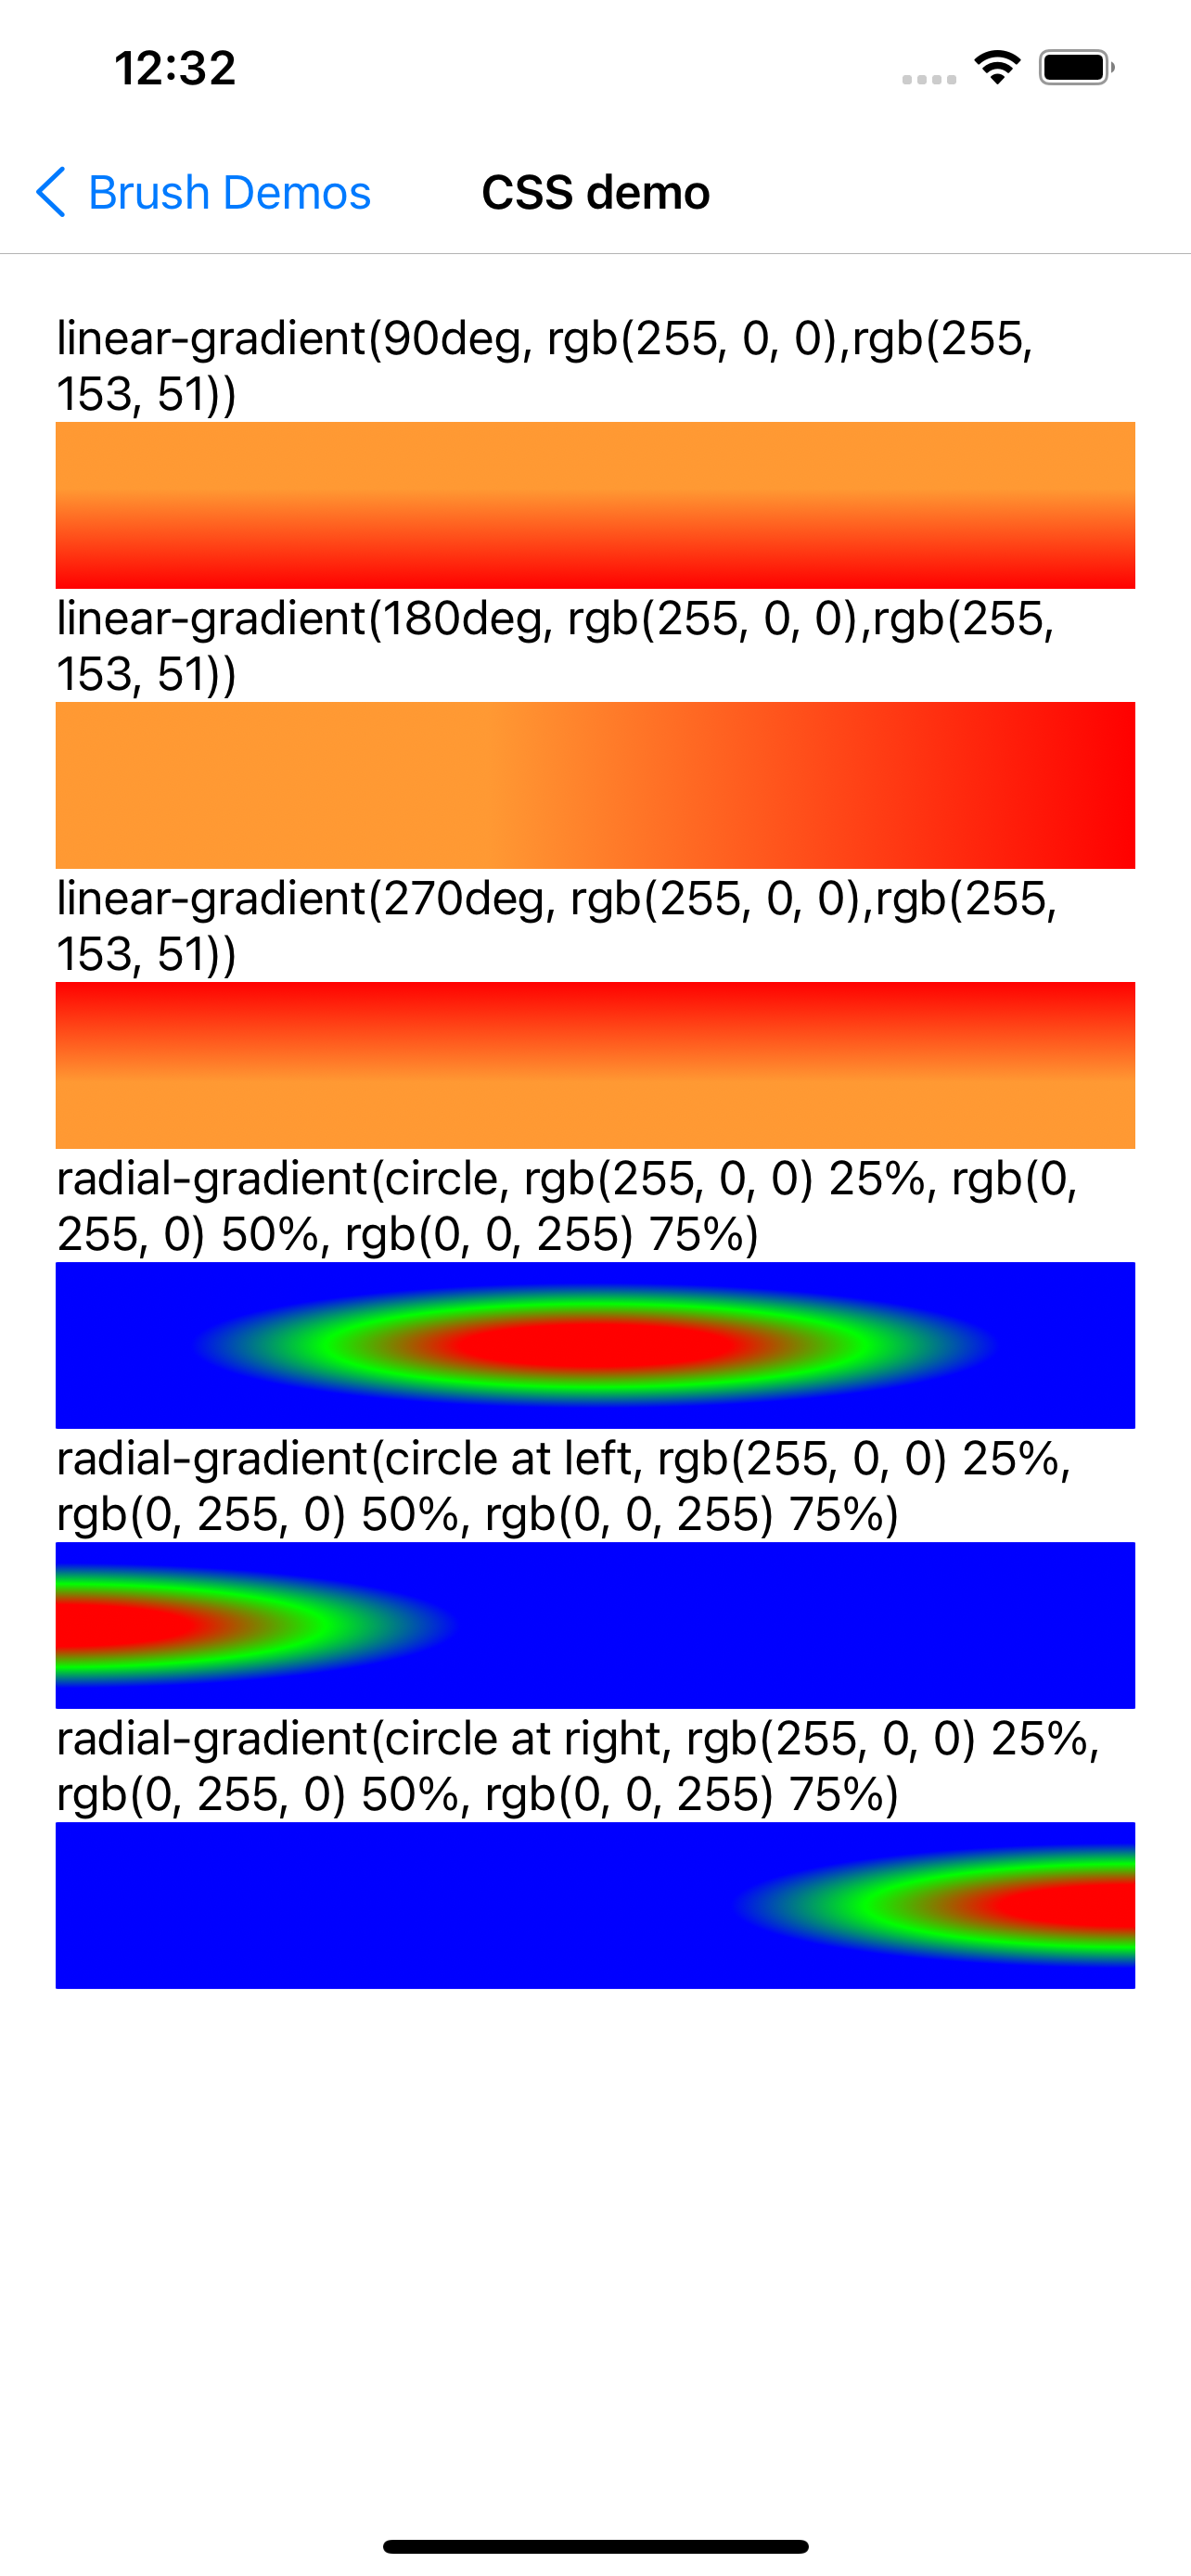 12:32
Brush Demos CSS demo
linear-gradient(90deg, rgb(255, 0, 0),rgb(255,
153, 51))
linear-gradient(180deg, rgb(255, 0, 0),rgb(255,
153, 51))
linear-gradient(270deg, rgb(255, 0, 0),rgb(255,
153, 51))
radial-gradient(circle, rgb(255, 0, 0) 25%, rgb(0,
255, 0) 50%, rgb(0, 0, 255) 75%)
radial-gradient(circle at left, rgb(255, 0, 0) 25%,
rgb(0, 255, 0) 50%, rgb(0, 0, 255) 75%)
radial-gradient(circle at right, rgb(255, 0, 0) 25%,
rgb(0, 255, 0) 50%, rgb(0, 0, 255) 75%)